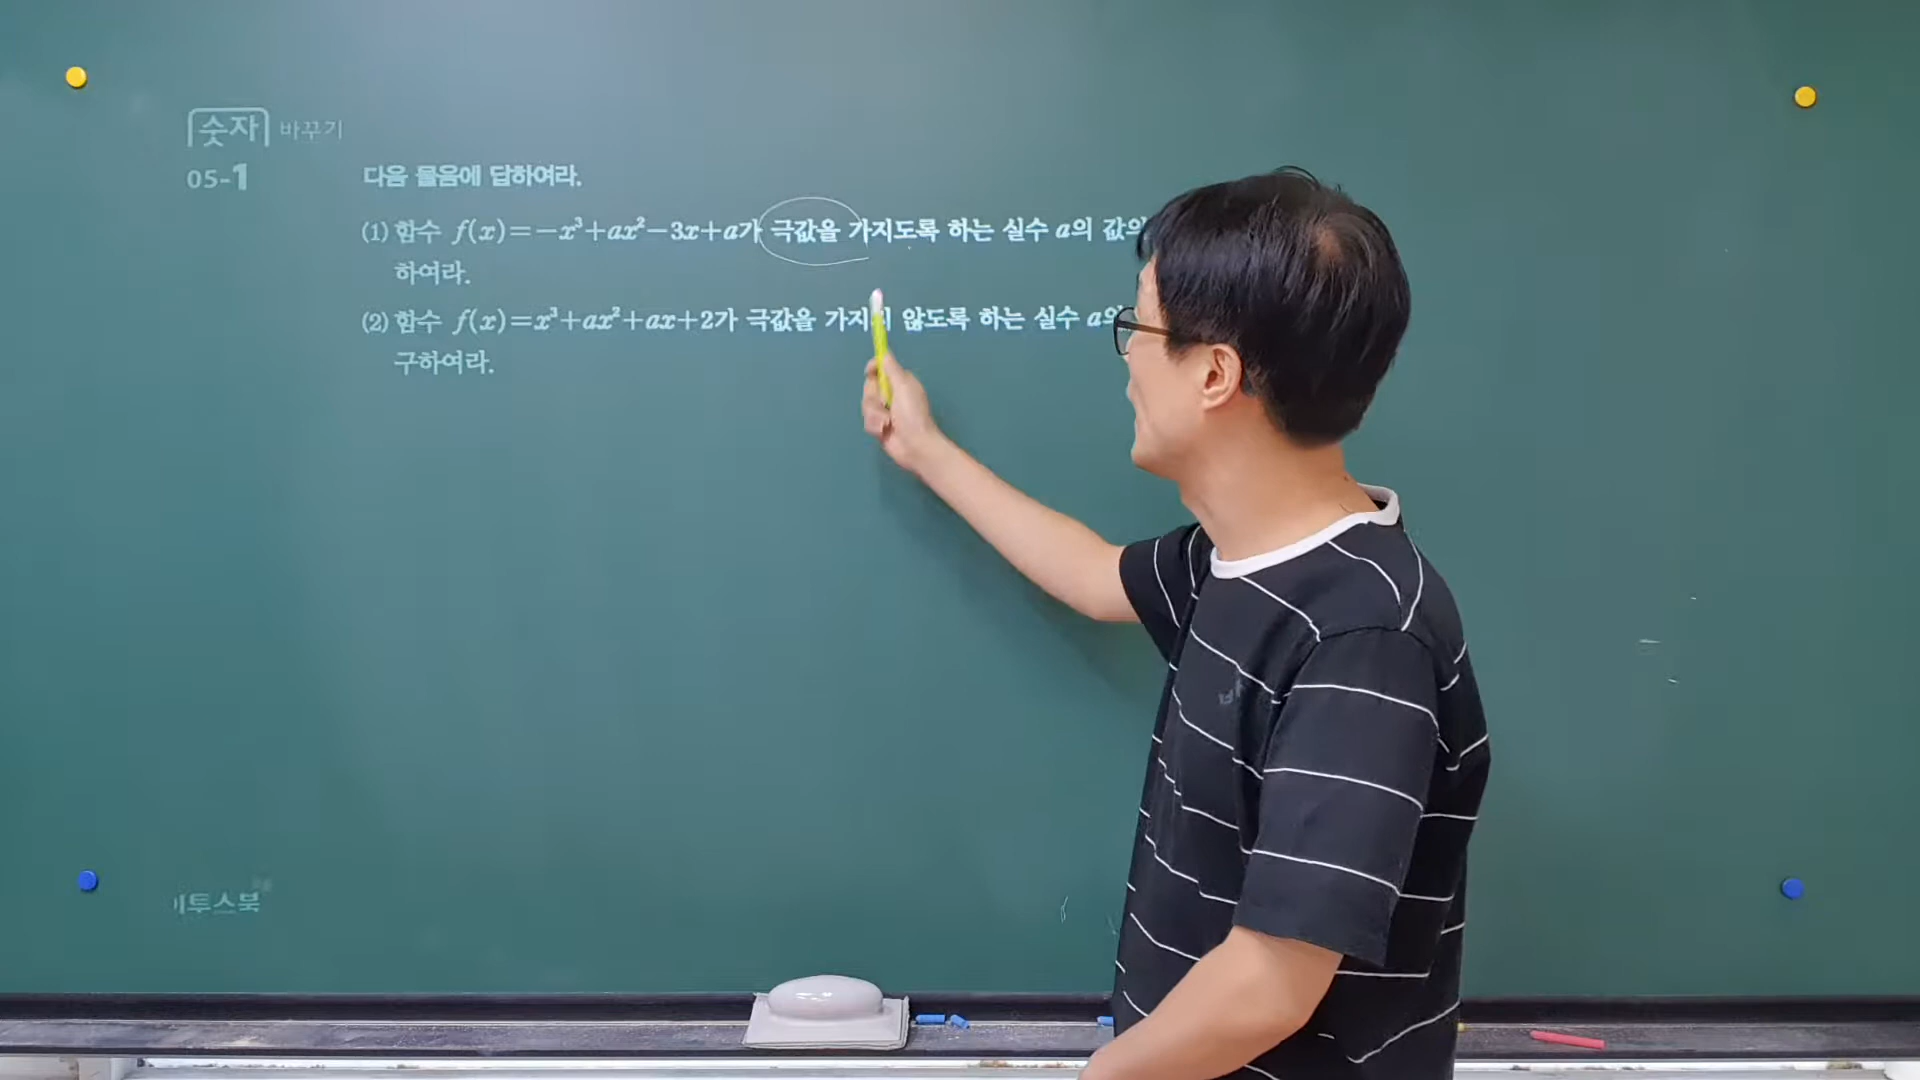 숫자 바꾸기
05-1 다음 물음에 답하여라.
(1) 함수 f(x)=-x³+ax²-3x+a가 극값을 가지도록 하는 실수 a의 값의
하여라.
(2) 함수 f(x)=x³+ax²+ax+2가 극값을 가지지 않도록 하는 실수 a의
구하여라.
이투스북